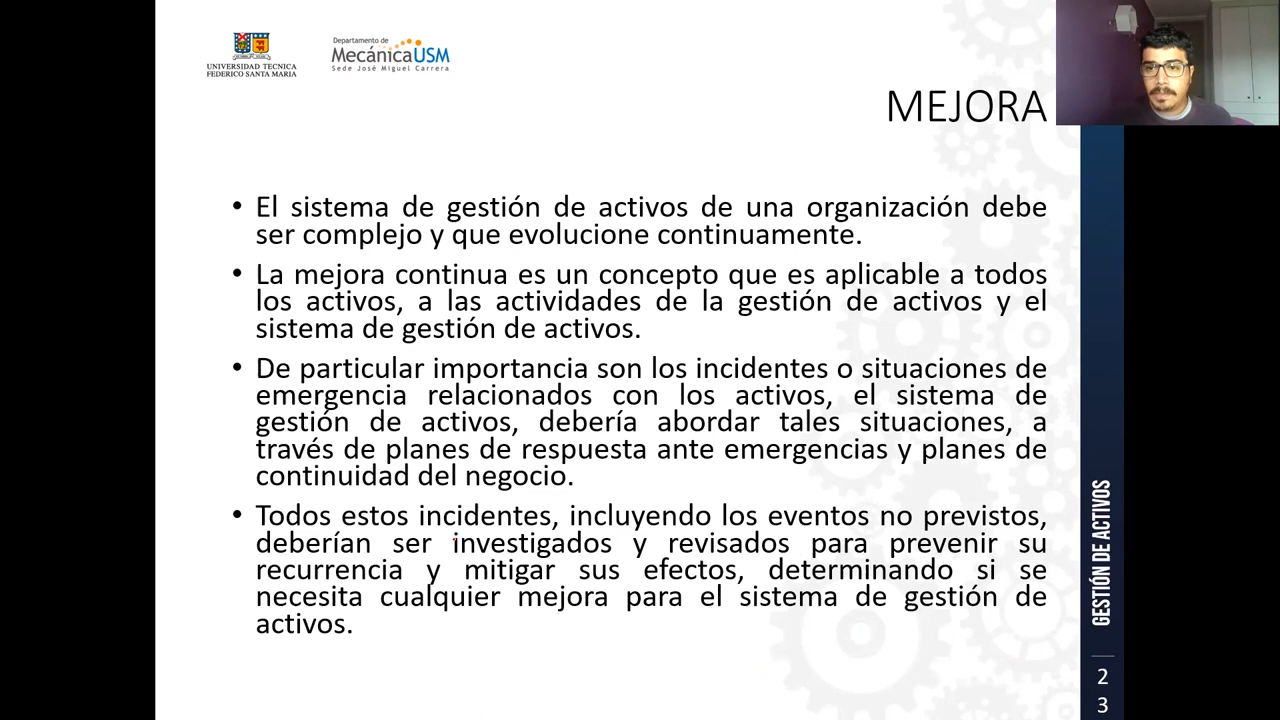 UNIVERSIDAD TECNICA
FEDERICO SANTA MARIA
Departamento de
MecánicaUSM
Sede José Miguel Carrera
MEJORA
• El sistema de gestión de activos de una organización debe
ser complejo y que evolucione continuamente.
• La mejora continua es un concepto que es aplicable a todos
los activos, a las actividades de la gestión de activos y el
sistema de gestión de activos.
• De particular importancia son los incidentes o situaciones de
emergencia relacionados con los activos, el sistema de
gestión de activos, debería abordar tales situaciones, a
través de planes de respuesta ante emergencias y planes de
continuidad del negocio.
• Todos estos incidentes, incluyendo los eventos no previstos,
deberían ser investigados y revisados para prevenir su
recurrencia y mitigar sus efectos, determinando si se
necesita cualquier mejora para el sistema de gestión de
activos.
GESTIÓN DE ACTIVOS
2
3